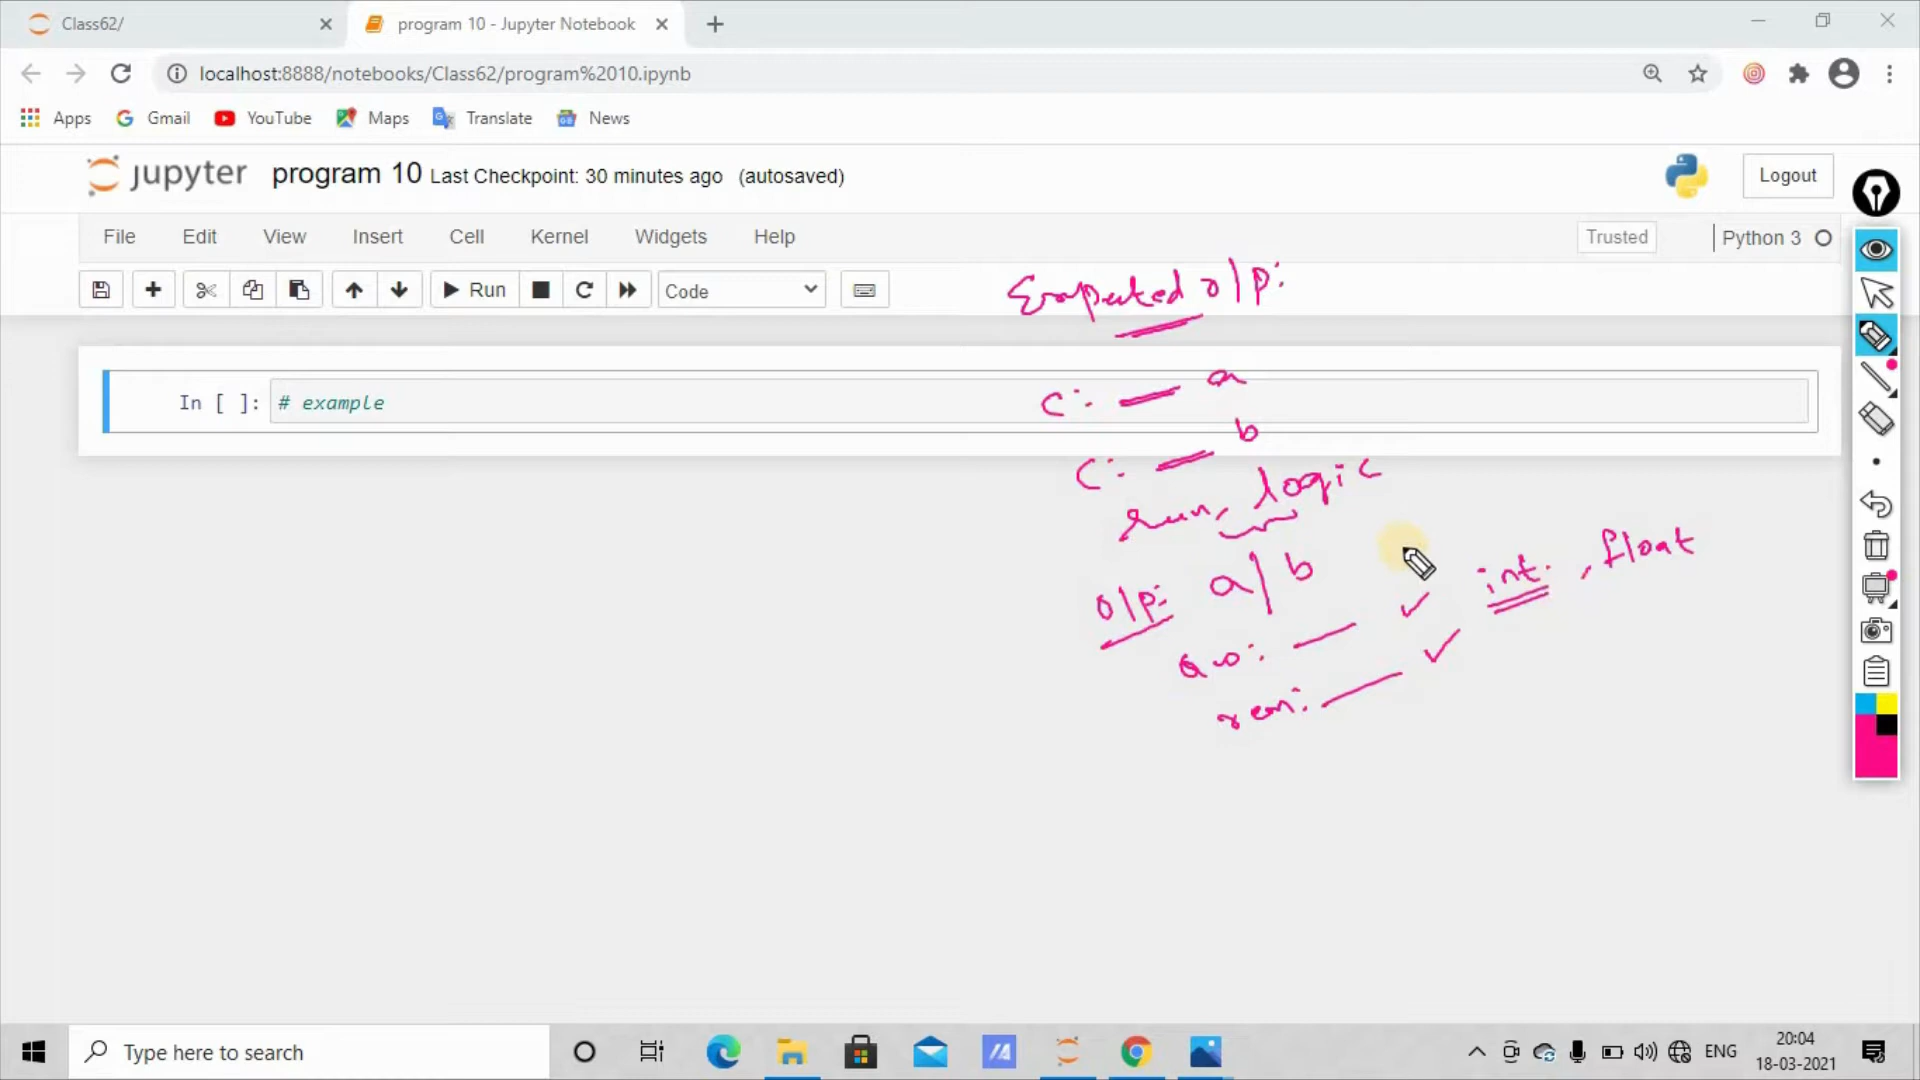 Class62/
program 10 - Jupyter Notebook
localhost:8888/notebooks/Class62/program%2010.ipynb
Apps Gmail YouTube Maps Translate News
jupyter program 10 Last Checkpoint: 30 minutes ago (autosaved) Logout
File Edit View Insert Cell Kernel Widgets Help Trusted Python 3
Run Code
o/p:
In [ ]: # example
C: a
C: b
run, logic
o/p: a/b int. , float
rem:
Type here to search
ENG
20:04
18-03-2021